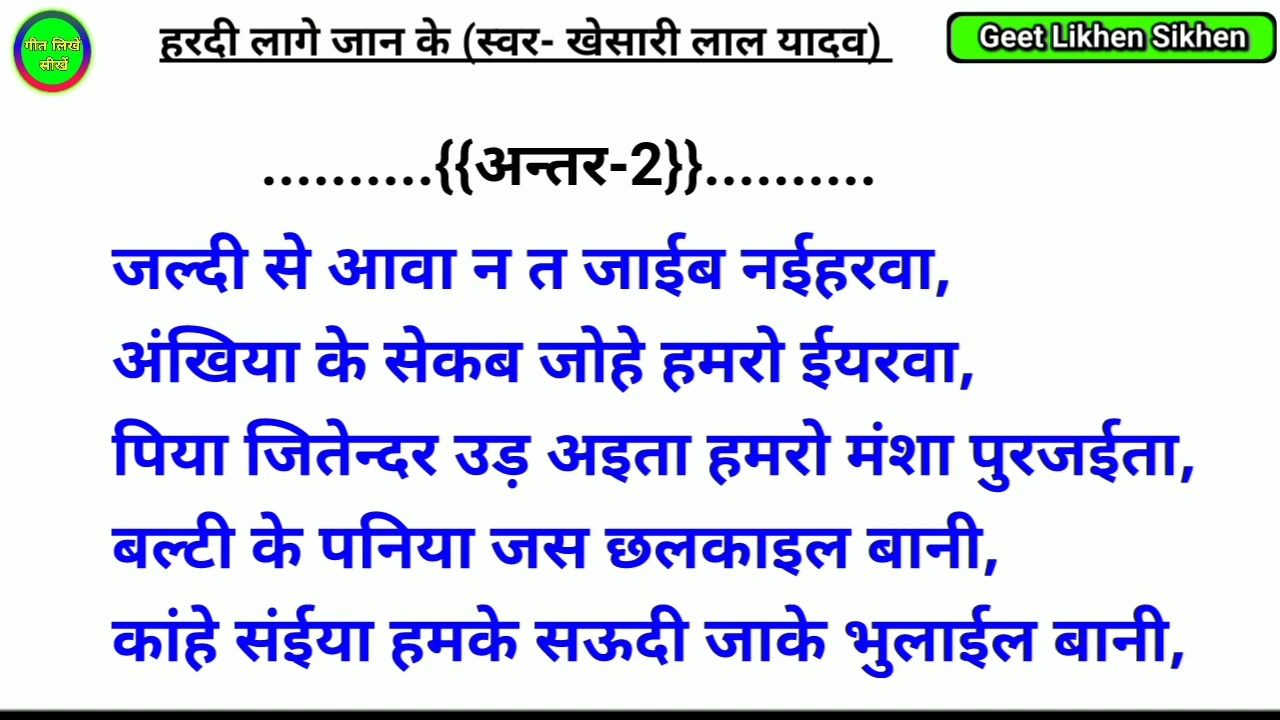 गीत लिखें
सीखें
हरदी लागे जान के (स्वर- खेसारी लाल यादव)
Geet Likhen Sikhen
..........{{अन्तर-2}}..........
जल्दी से आवा न त जाईब नईहरवा,
अंखिया के सेकब जोहे हमरो ईयरवा,
पिया जितेन्दर उड़ अइता हमरो मंशा पुरजईता,
बल्टी के पनिया जस छलकाइल बानी,
कांहे संईया हमके सऊदी जाके भुलाईल बानी,